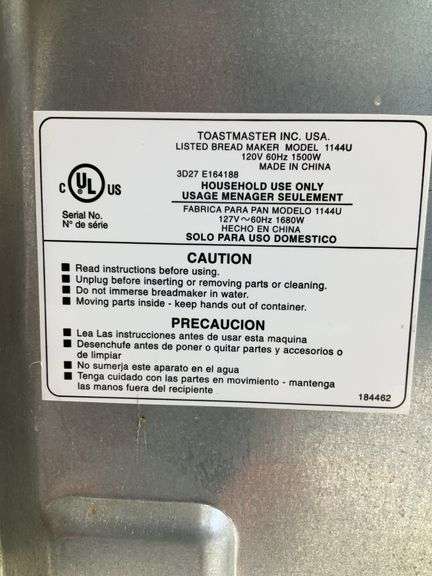 TOASTMASTER INC. USA.
LISTED BREAD MAKER MODEL 1144U
120V 60Hz 1500W
MADE IN CHINA
3D27 E164188
HOUSEHOLD USE ONLY
USAGE MENAGER SEULEMENT
FABRICA PARA PAN MODELO 1144U
127V~60Hz 1680W
HECHO EN CHINA
SOLO PARA USO DOMESTICO
C UL US
Serial No.
N° de série
CAUTION
■ Read instructions before using.
■ Unplug before inserting or removing parts or cleaning.
■ Do not immerse breadmaker in water.
■ Moving parts inside - keep hands out of container.
PRECAUCION
■ Lea Las instrucciones antes de usar esta maquina
■ Desenchufe antes de poner o quitar partes y accesorios o
de limpiar
■ No sumerja este aparato en el agua
■ Tenga cuidado con las partes en movimiento - mantenga
las manos fuera del recipiente
184462